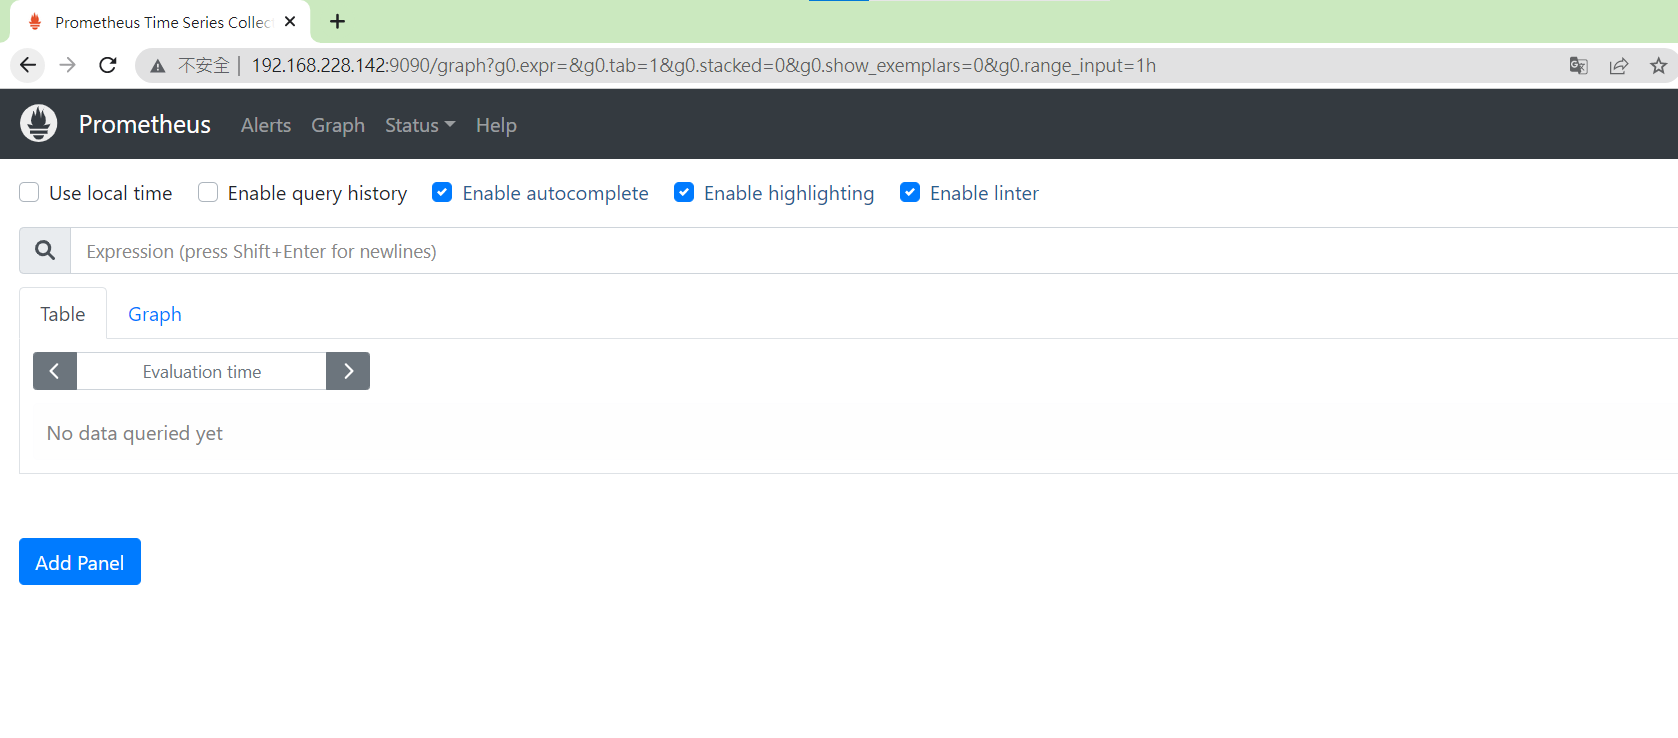 Prometheus Time Series Collec
不安全 | 192.168.228.142:9090/graph?g0.expr=&g0.tab=1&g0.stacked=0&g0.show_exemplars=0&g0.range_input=1h
Prometheus Alerts Graph Status Help
Use local time Enable query history Enable autocomplete Enable highlighting Enable linter
Expression (press Shift+Enter for newlines)
Table Graph
Evaluation time
No data queried yet
Add Panel